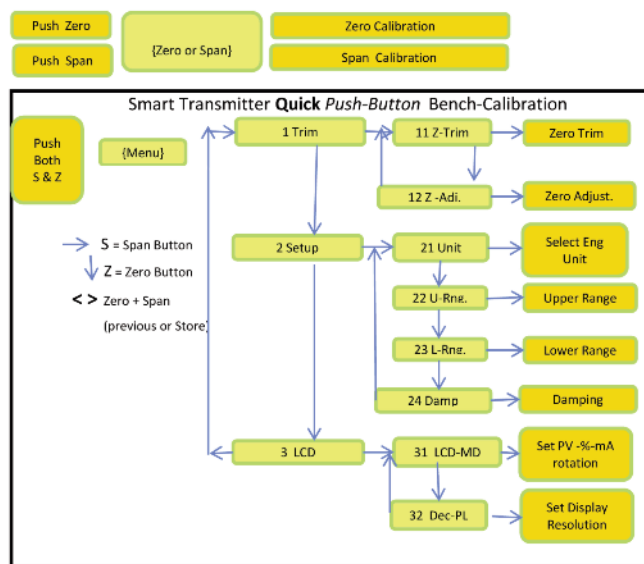 Push Zero
Push Span
{Zero or Span}
Zero Calibration
Span Calibration
Smart Transmitter Quick Push-Button Bench-Calibration
Push
Both
S & Z
{Menu}
1 Trim
11 Z-Trim
Zero Trim
12 Z -Adi.
Zero Adjust.
S = Span Button
Z = Zero Button
< > Zero + Span
(previous or Store)
2 Setup
21 Unit
Select Eng
Unit
22 U-Rng.
Upper Range
23 L-Rng.
Lower Range
24 Damp
Damping
3 LCD
31 LCD-MD
Set PV -%-mA
rotation
32 Dec-PL
Set Display
Resolution